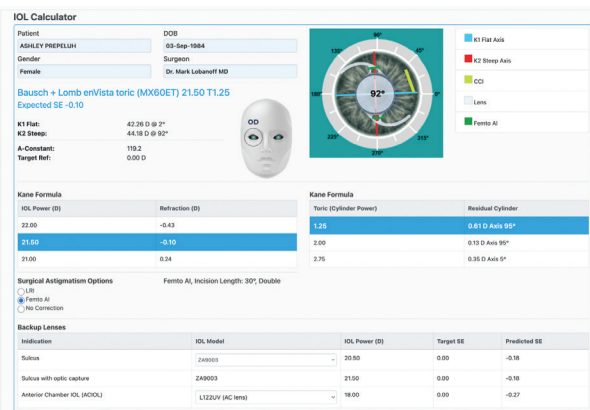 IOL Calculator
Patient DOB
ASHLEY PREPELUH 03-Sep-1984
Gender Surgeon
Female Dr. Mark Lobanoff MD
Bausch + Lomb enVista toric (MX60ET) 21.50 T1.25
Expected SE -0.10
K1 Flat: 42.26 D @ 2°
K2 Steep: 44.18 D @ 92°
A-Constant: 119.2
Target Ref: 0.00 D
OD
90°
135° 45°
180° 92° 0°
225° 315°
270°
K1 Flat Axis
K2 Steep Axis
CCI
Lens
Femto AI
Kane Formula
IOL Power (D) Refraction (D)
22.00 -0.43
21.50 -0.10
21.00 0.24
Kane Formula
Toric (Cylinder Power) Residual Cylinder
1.25 0.61 D Axis 95°
2.00 0.13 D Axis 95°
2.75 0.35 D Axis 5°
Surgical Astigmatism Options Femto AI, Incision Length: 30°, Double
LRI
Femto AI
No Correction
Backup Lenses
Inidication IOL Model IOL Power (D) Target SE Predicted SE
Sulcus ZA9003 20.50 0.00 -0.18
Sulcus with optic capture ZA9003 21.50 0.00 -0.18
Anterior Chamber IOL (ACIOL) L122UV (AC lens) 18.00 0.00 -0.27